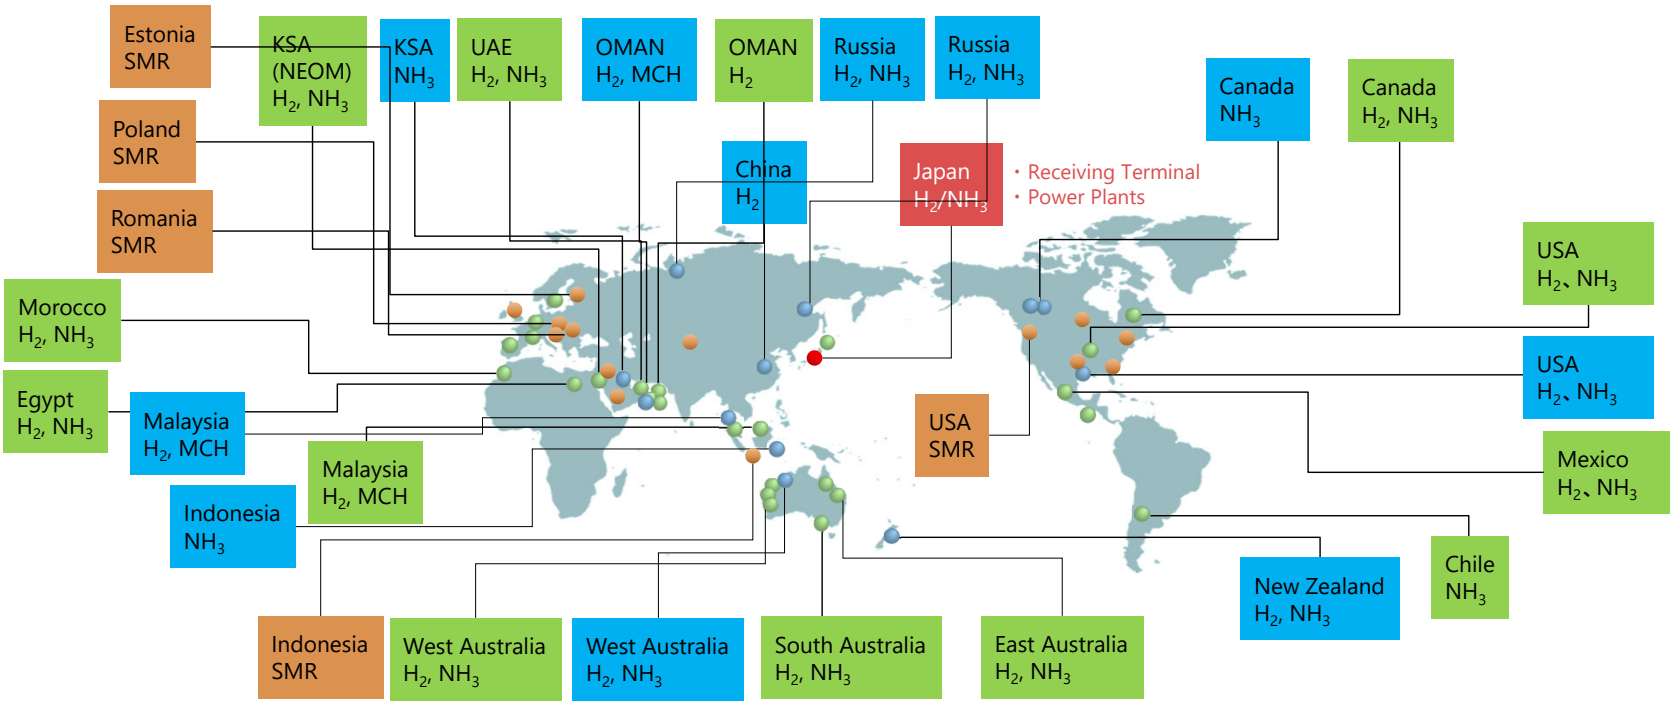 Estonia
SMR
KSA
(NEOM)
H₂, NH₃
KSA
NH₃
UAE
H₂, NH₃
OMAN
H₂, MCH
OMAN
H₂
Russia
H₂, NH₃
Russia
H₂, NH₃
Canada
NH₃
Canada
H₂, NH₃
Poland
SMR
China
H₂
Japan
H₂/NH₃
・Receiving Terminal
・Power Plants
Romania
SMR
USA
H₂、NH₃
Morocco
H₂, NH₃
USA
H₂、NH₃
Egypt
H₂, NH₃
Malaysia
H₂, MCH
Malaysia
H₂, MCH
USA
SMR
Mexico
H₂、NH₃
Indonesia
NH₃
Chile
NH₃
New Zealand
H₂, NH₃
Indonesia
SMR
West Australia
H₂, NH₃
West Australia
H₂, NH₃
South Australia
H₂, NH₃
East Australia
H₂, NH₃